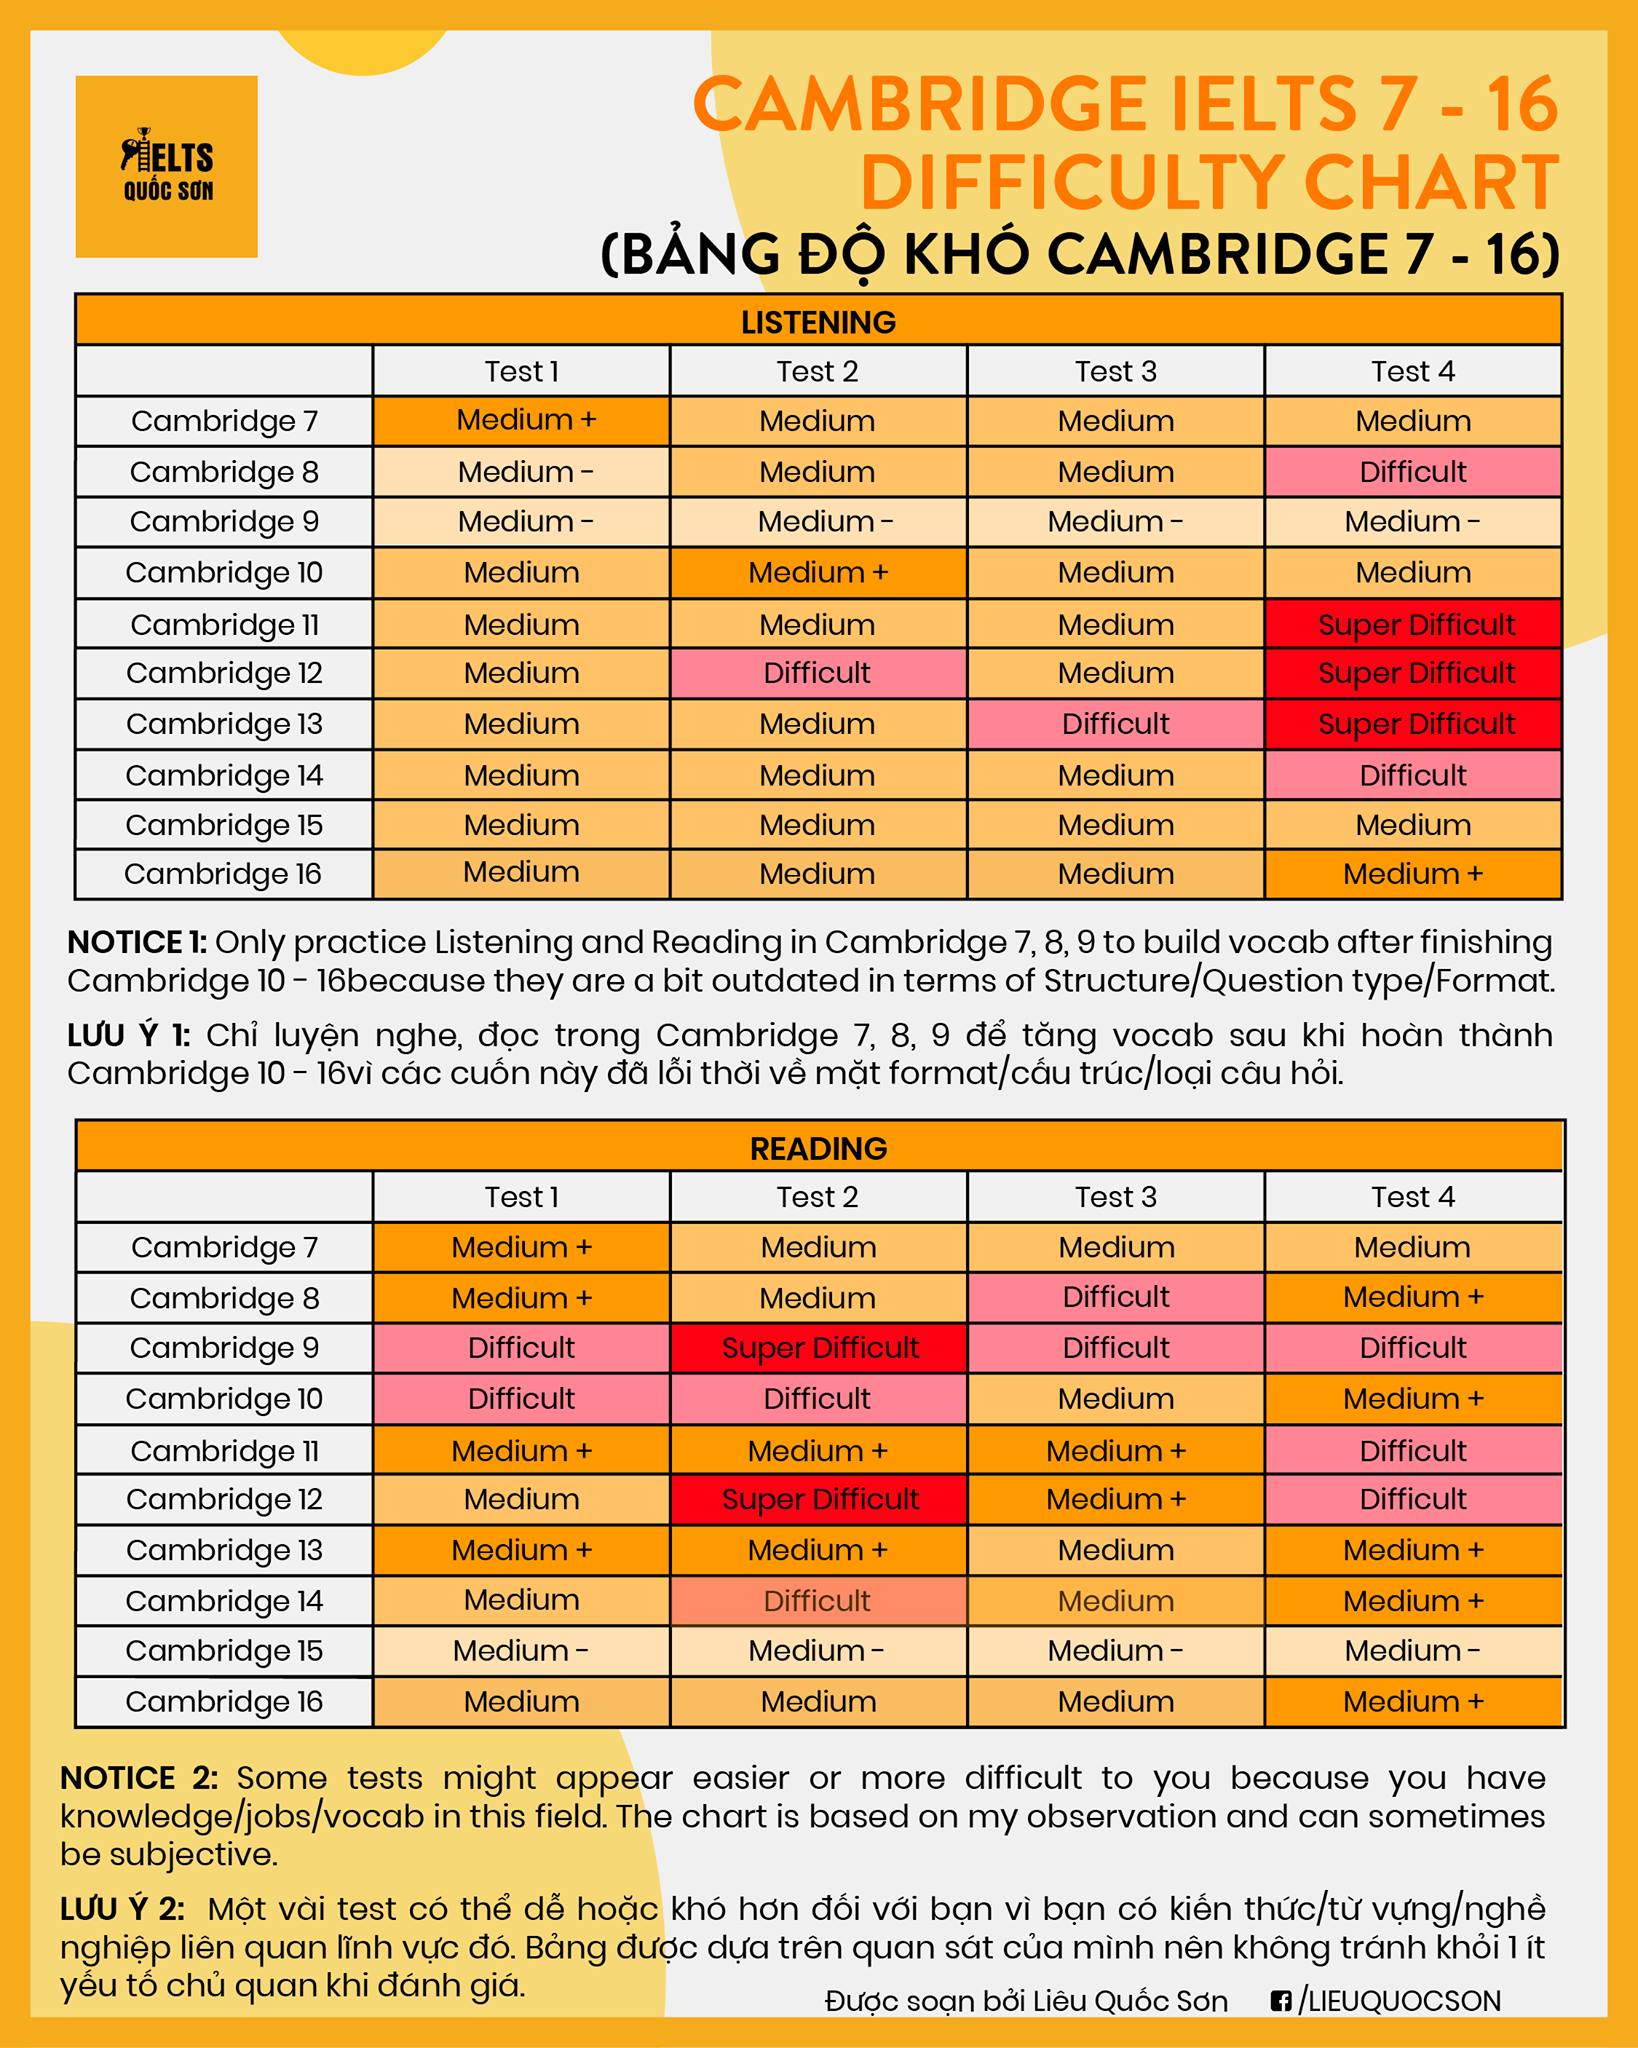 IELTS
QUỐC SƠN
CAMBRIDGE IELTS 7 - 16
DIFFICULTY CHART
(BẢNG ĐỘ KHÓ CAMBRIDGE 7 - 16)
LISTENING
Test 1 Test 2 Test 3 Test 4
Cambridge 7 Medium + Medium Medium Medium
Cambridge 8 Medium - Medium Medium Difficult
Cambridge 9 Medium - Medium - Medium - Medium -
Cambridge 10 Medium Medium + Medium Medium
Cambridge 11 Medium Medium Medium Super Difficult
Cambridge 12 Medium Difficult Medium Super Difficult
Cambridge 13 Medium Medium Difficult Super Difficult
Cambridge 14 Medium Medium Medium Difficult
Cambridge 15 Medium Medium Medium Medium
Cambridge 16 Medium Medium Medium Medium +
NOTICE 1: Only practice Listening and Reading in Cambridge 7, 8, 9 to build vocab after finishing
Cambridge 10 - 16because they are a bit outdated in terms of Structure/Question type/Format.
LƯU Ý 1: Chỉ luyện nghe, đọc trong Cambridge 7, 8, 9 để tăng vocab sau khi hoàn thành
Cambridge 10 - 16vì các cuốn này đã lỗi thời về mặt format/cấu trúc/loại câu hỏi.
READING
Test 1 Test 2 Test 3 Test 4
Cambridge 7 Medium + Medium Medium Medium
Cambridge 8 Medium + Medium Difficult Medium +
Cambridge 9 Difficult Super Difficult Difficult Difficult
Cambridge 10 Difficult Difficult Medium Medium +
Cambridge 11 Medium + Medium + Medium + Difficult
Cambridge 12 Medium Super Difficult Medium + Difficult
Cambridge 13 Medium + Medium + Medium Medium +
Cambridge 14 Medium Difficult Medium Medium +
Cambridge 15 Medium - Medium - Medium - Medium -
Cambridge 16 Medium Medium Medium Medium +
NOTICE 2: Some tests might appear easier or more difficult to you because you have
knowledge/jobs/vocab in this field. The chart is based on my observation and can sometimes
be subjective.
LƯU Ý 2: Một vài test có thể dễ hoặc khó hơn đối với bạn vì bạn có kiến thức/từ vựng/nghề
nghiệp liên quan lĩnh vực đó. Bảng được dựa trên quan sát của mình nên không tránh khỏi 1 ít
yếu tố chủ quan khi đánh giá.
Được soạn bởi Liêu Quốc Sơn /LIEUQUOCSON